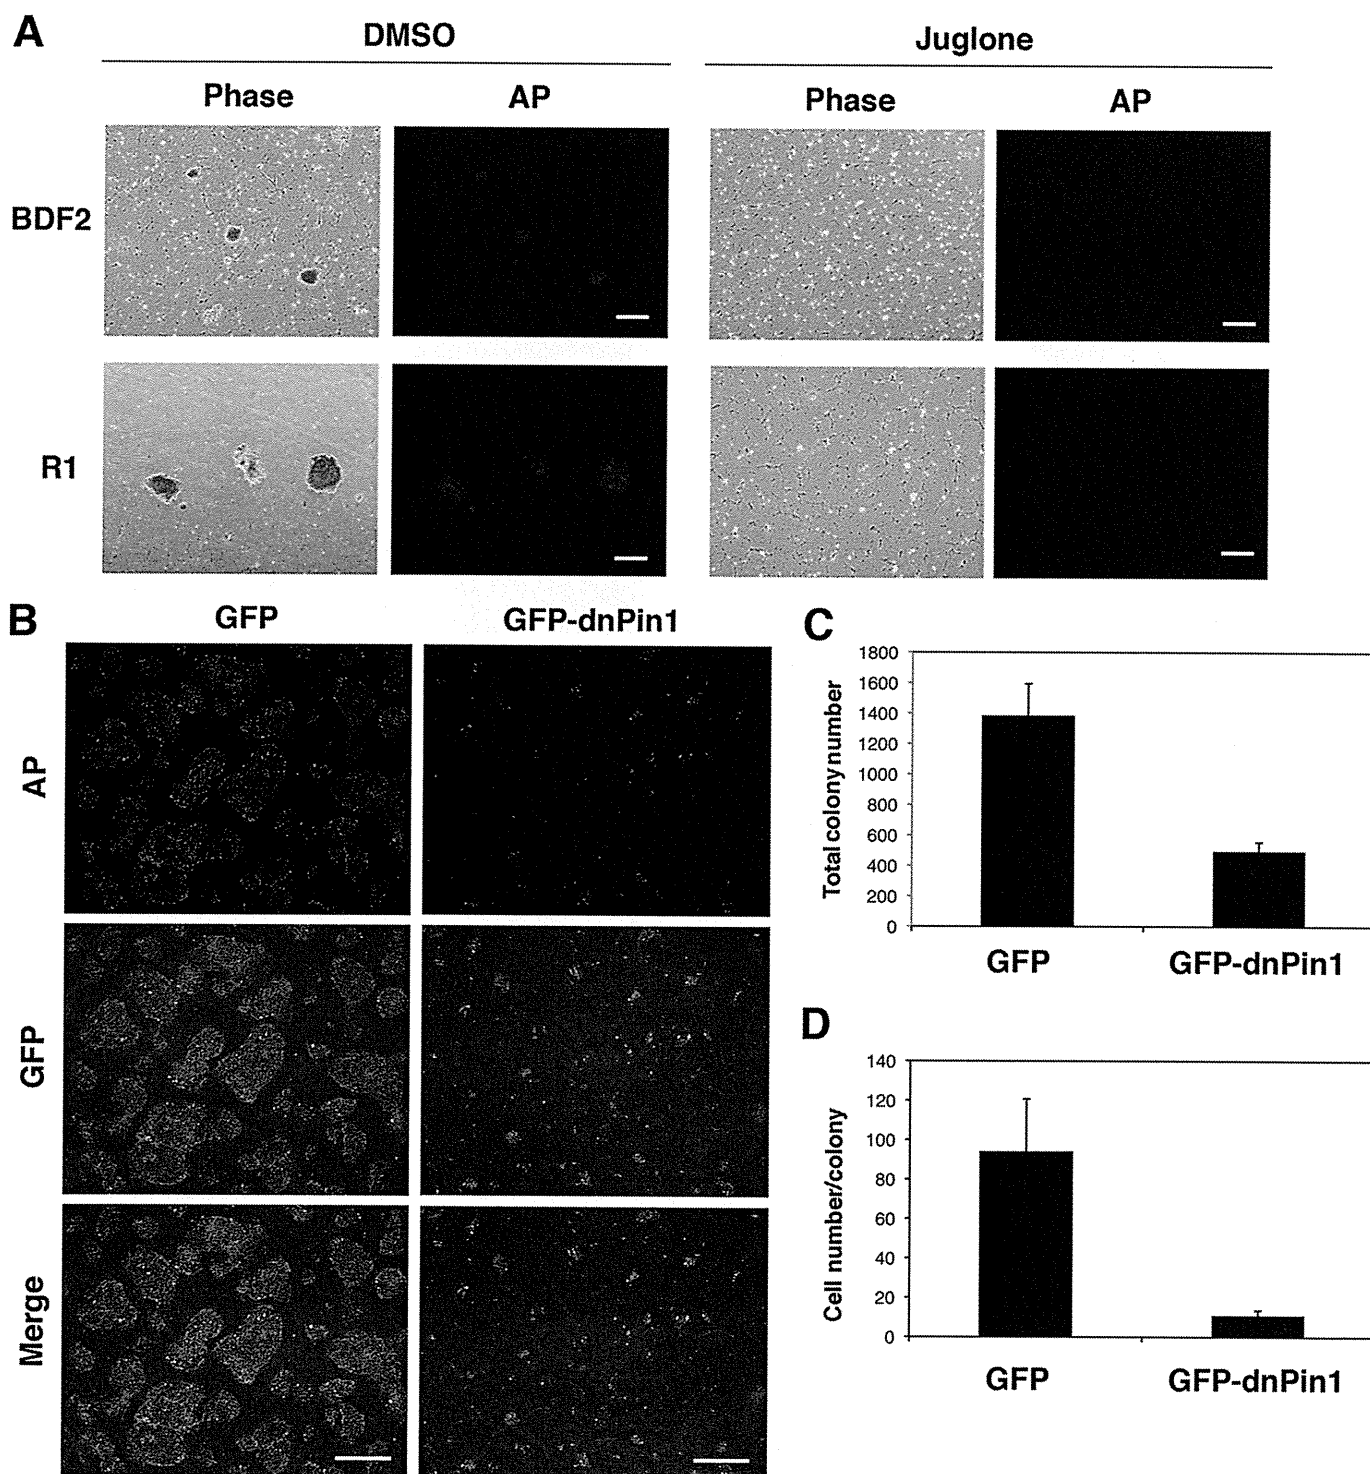 A
DMSO
Juglone
Phase
AP
Phase
AP
BDF2
R1
B
GFP
GFP-dnPin1
AP
GFP
Merge
C
Total colony number
1800
1600
1400
1200
1000
800
600
400
200
0
GFP
GFP-dnPin1
D
Cell number/colony
140
120
100
80
60
40
20
0
GFP
GFP-dnPin1